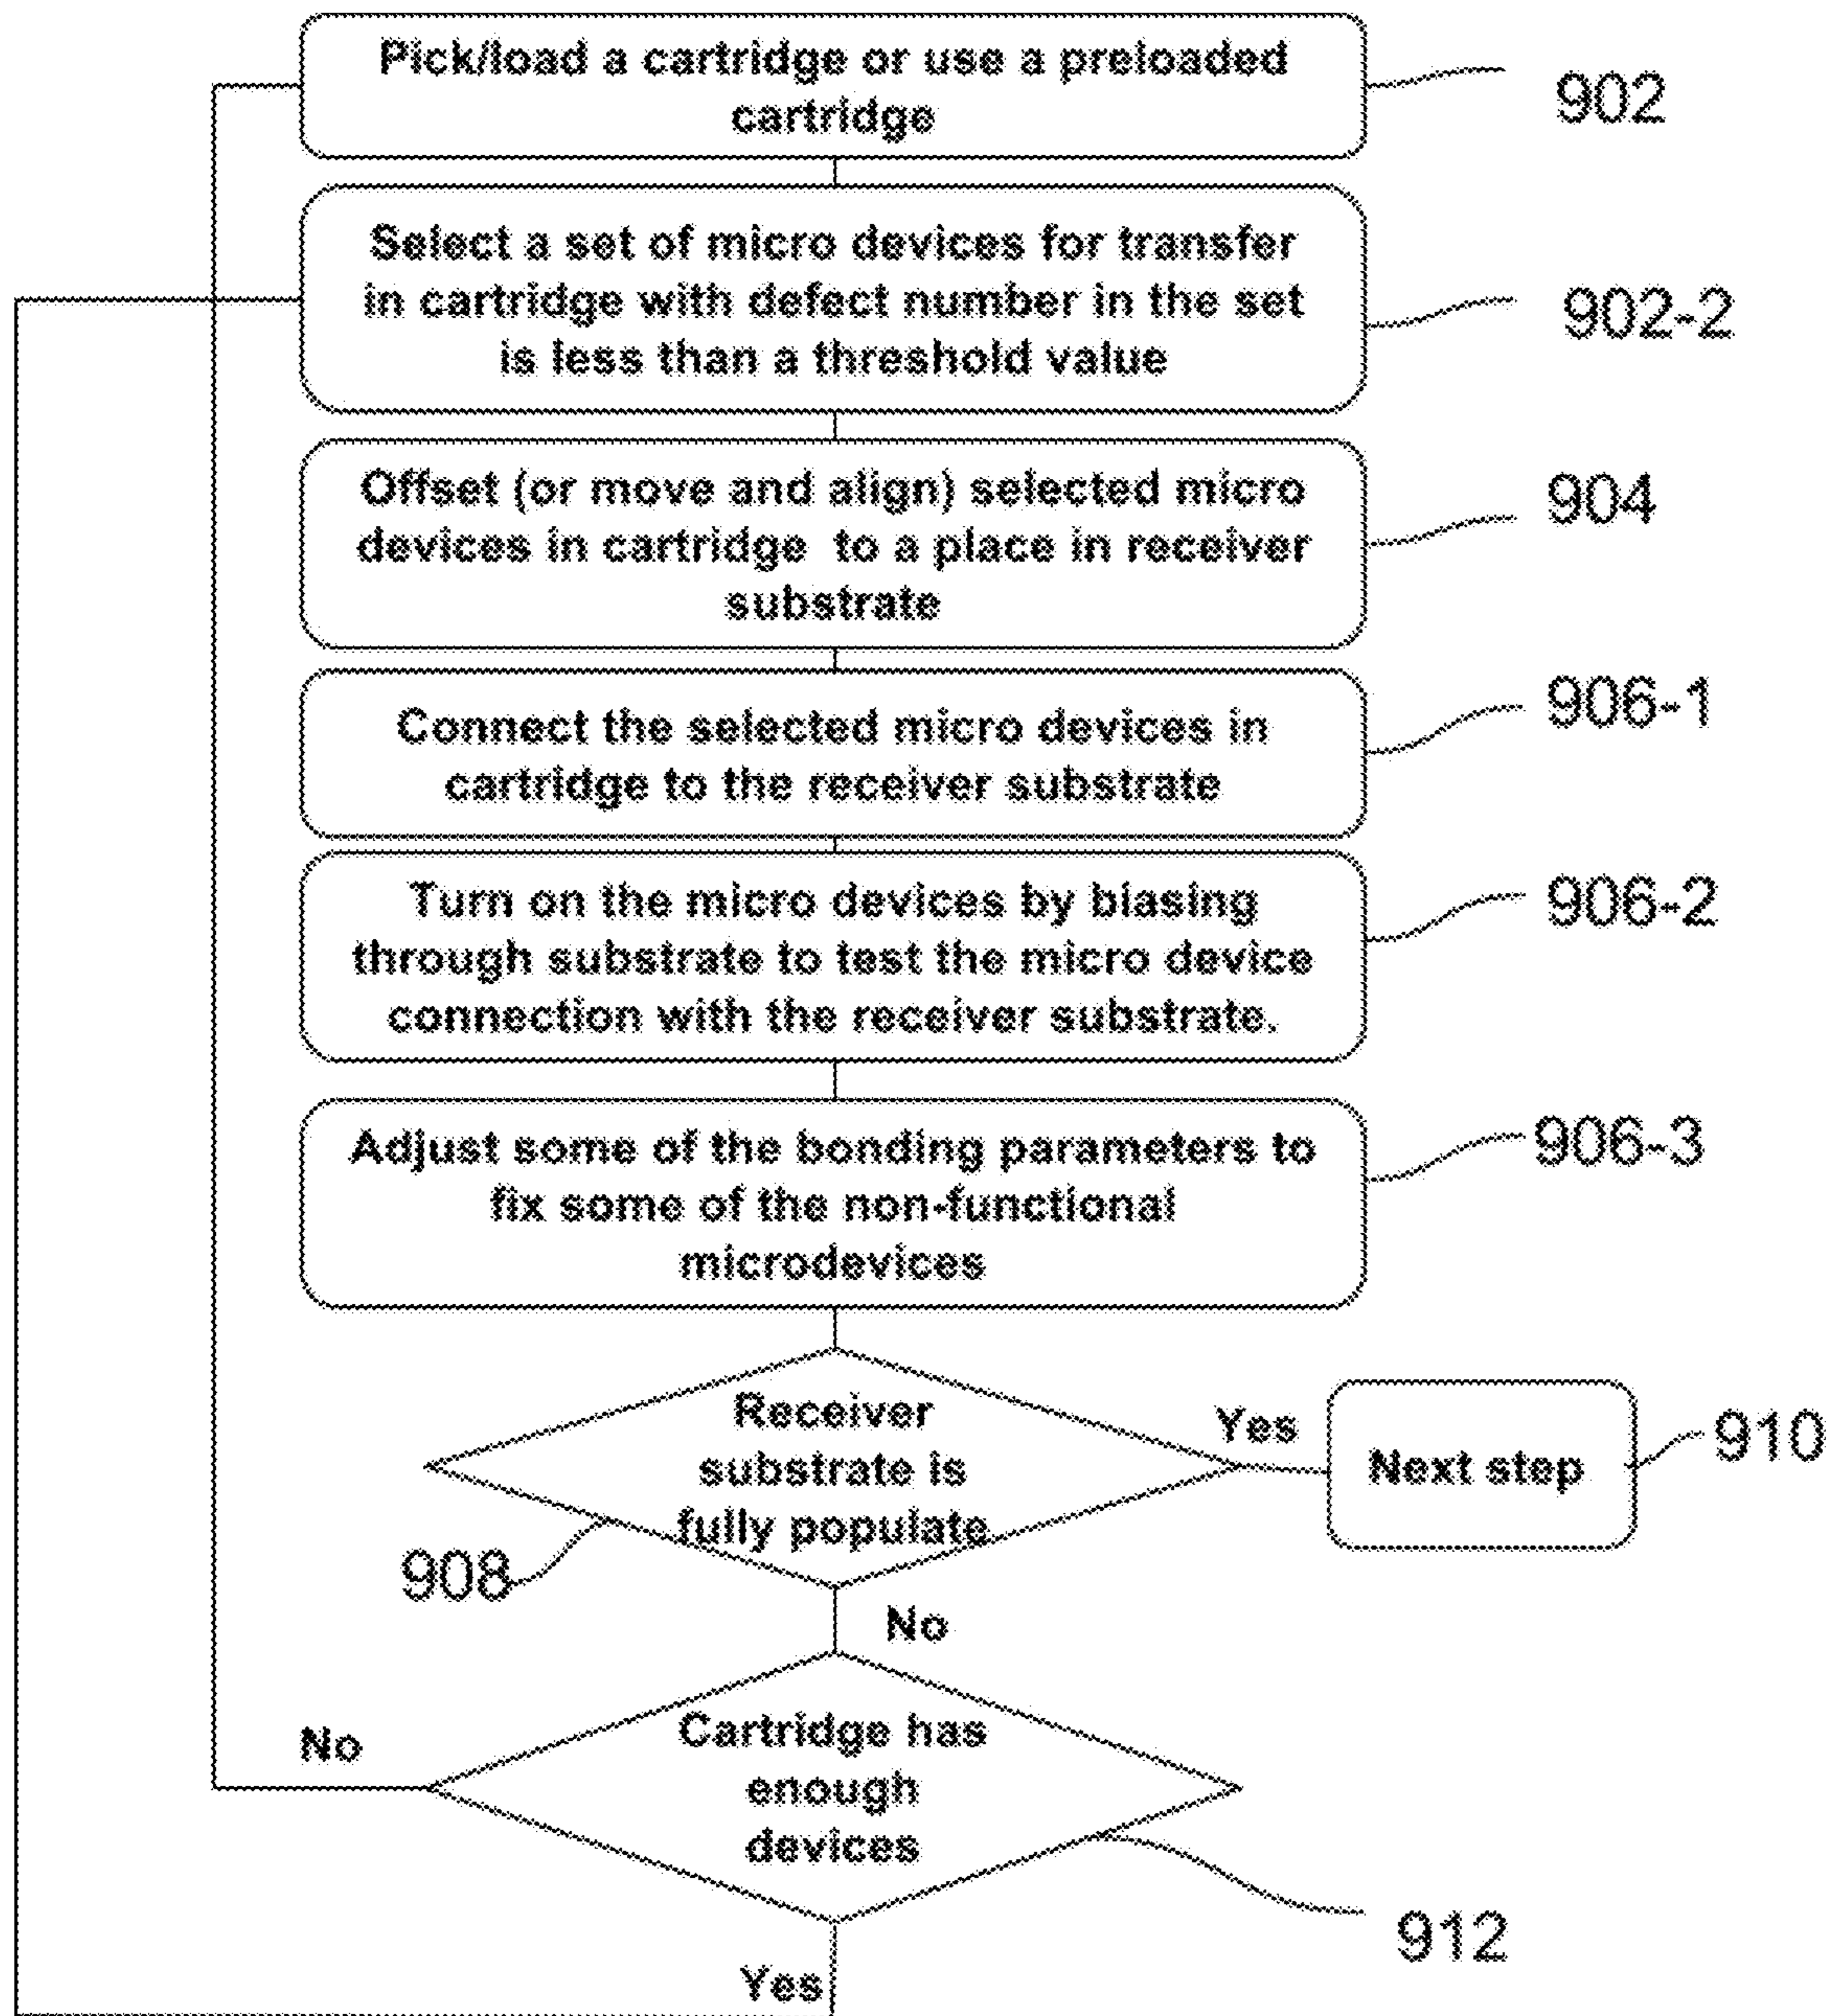 Pick/load a cartridge or use a preloaded
cartridge
902
Select a set of micro devices for transfer
in cartridge with defect number in the set
is less than a threshold value
902-2
Offset (or move and align) selected micro
devices in cartridge to a place in receiver
substrate
904
Connect the selected micro devices in
cartridge to the receiver substrate
906-1
Turn on the micro devices by biasing
through substrate to test the micro device
connection with the receiver substrate.
906-2
Adjust some of the bonding parameters to
fix some of the non-functional
microdevices
906-3
Receiver
substrate is
fully populate
908
Yes
Next step
910
No
Cartridge has
enough
devices
No
912
Yes